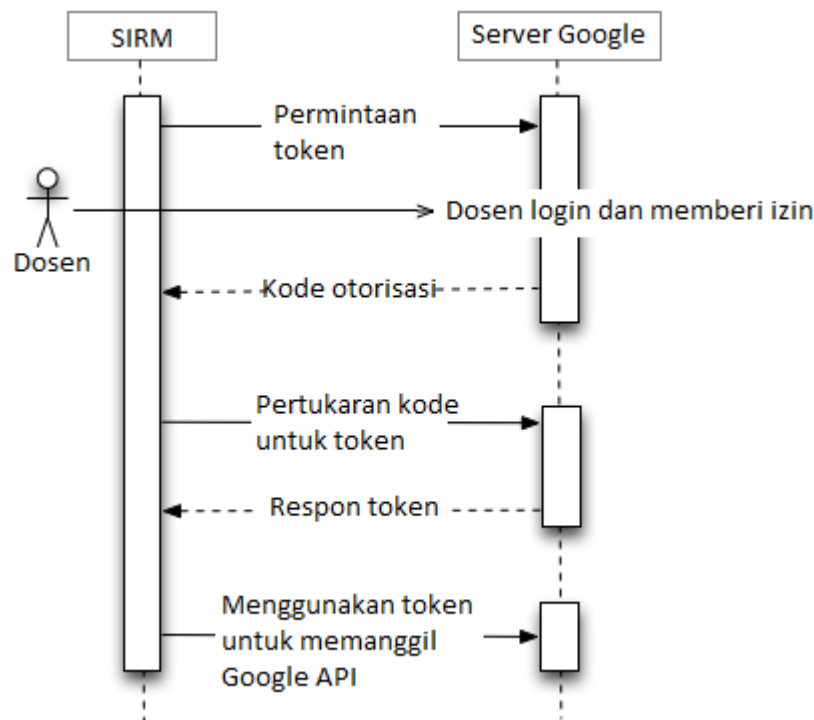 SIRM
Server Google
Permintaan
token
Dosen login dan memberi izin
Dosen
Kode otorisasi
Pertukaran kode
untuk token
Respon token
Menggunakan token
untuk memanggil
Google API